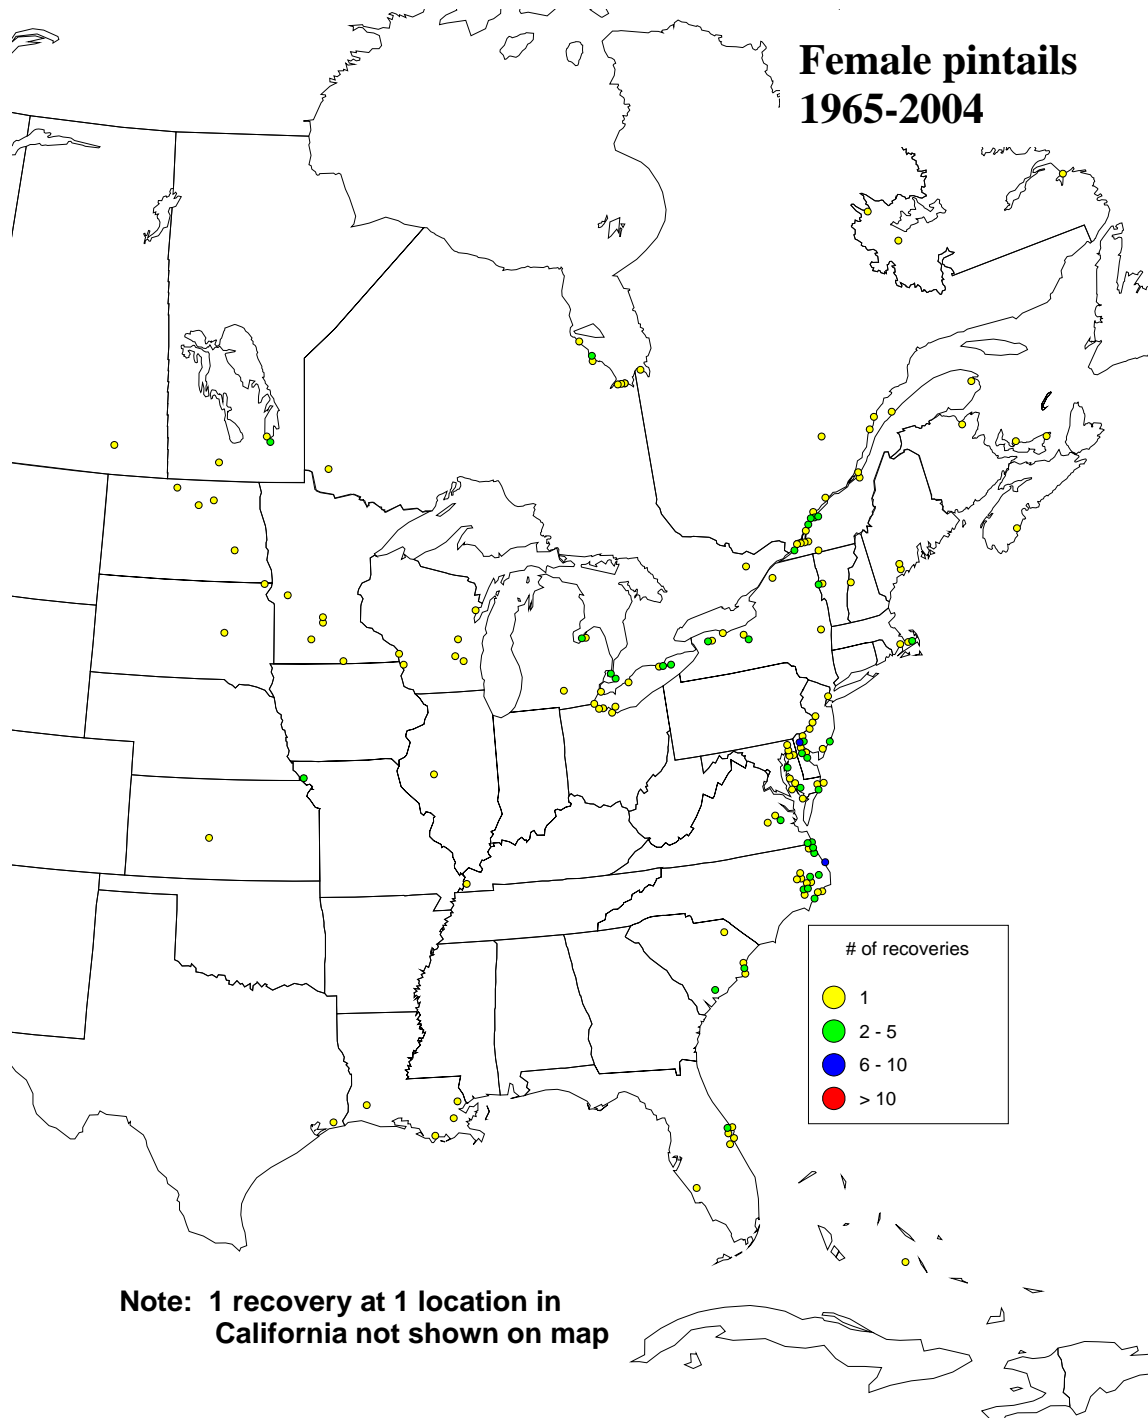 Female pintails
1965-2004
# of recoveries
1
2 - 5
6 - 10
> 10
Note: 1 recovery at 1 location in
California not shown on map